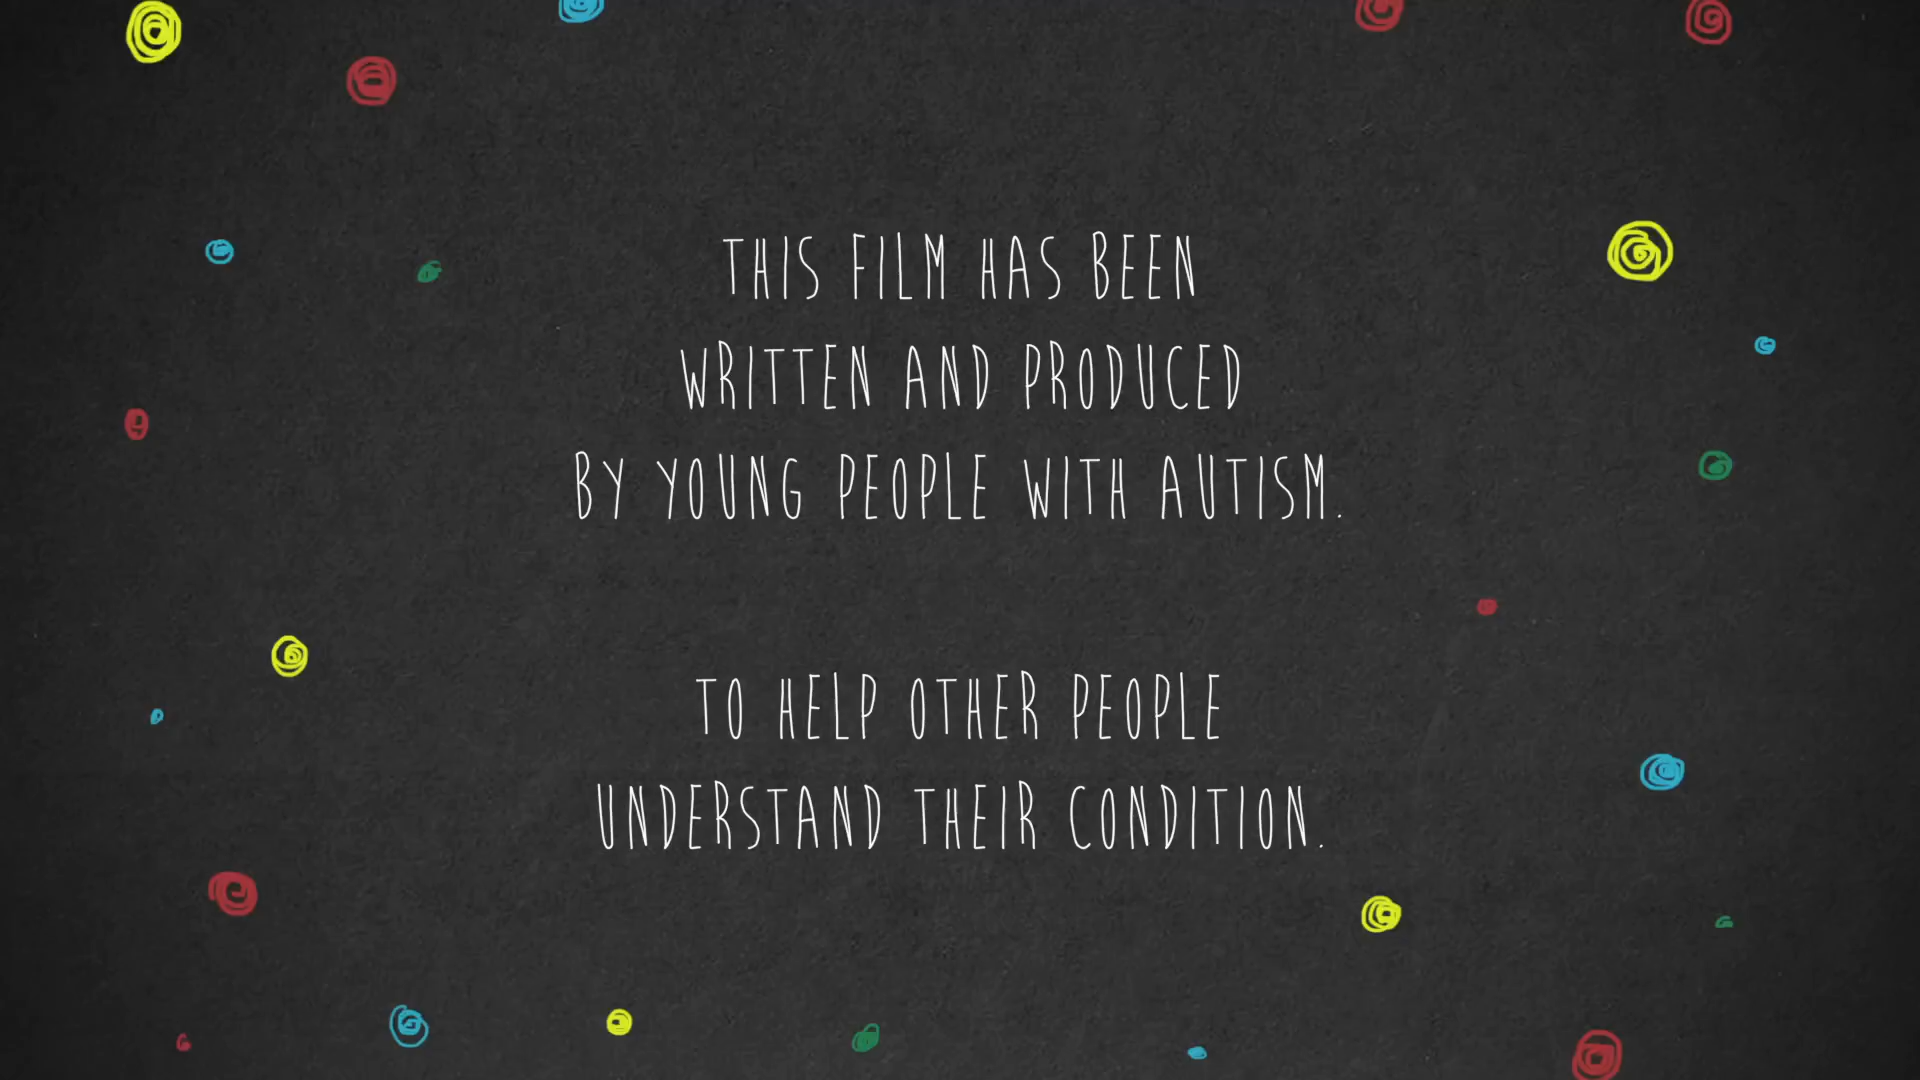 THIS FILM HAS BEEN
WRITTEN AND PRODUCED
BY YOUNG PEOPLE WITH AUTISM.
TO HELP OTHER PEOPLE
UNDERSTAND THEIR CONDITION.